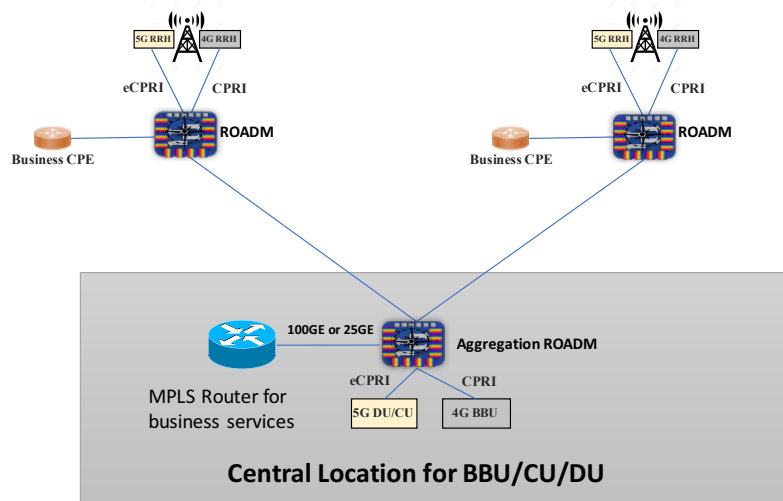 5G RRH
4G RRH
5G RRH
4G RRH
eCPRI
CPRI
eCPRI
CPRI
ROADM
ROADM
Business CPE
Business CPE
100GE or 25GE
Aggregation ROADM
eCPRI
CPRI
MPLS Router for
business services
5G DU/CU
4G BBU
Central Location for BBU/CU/DU